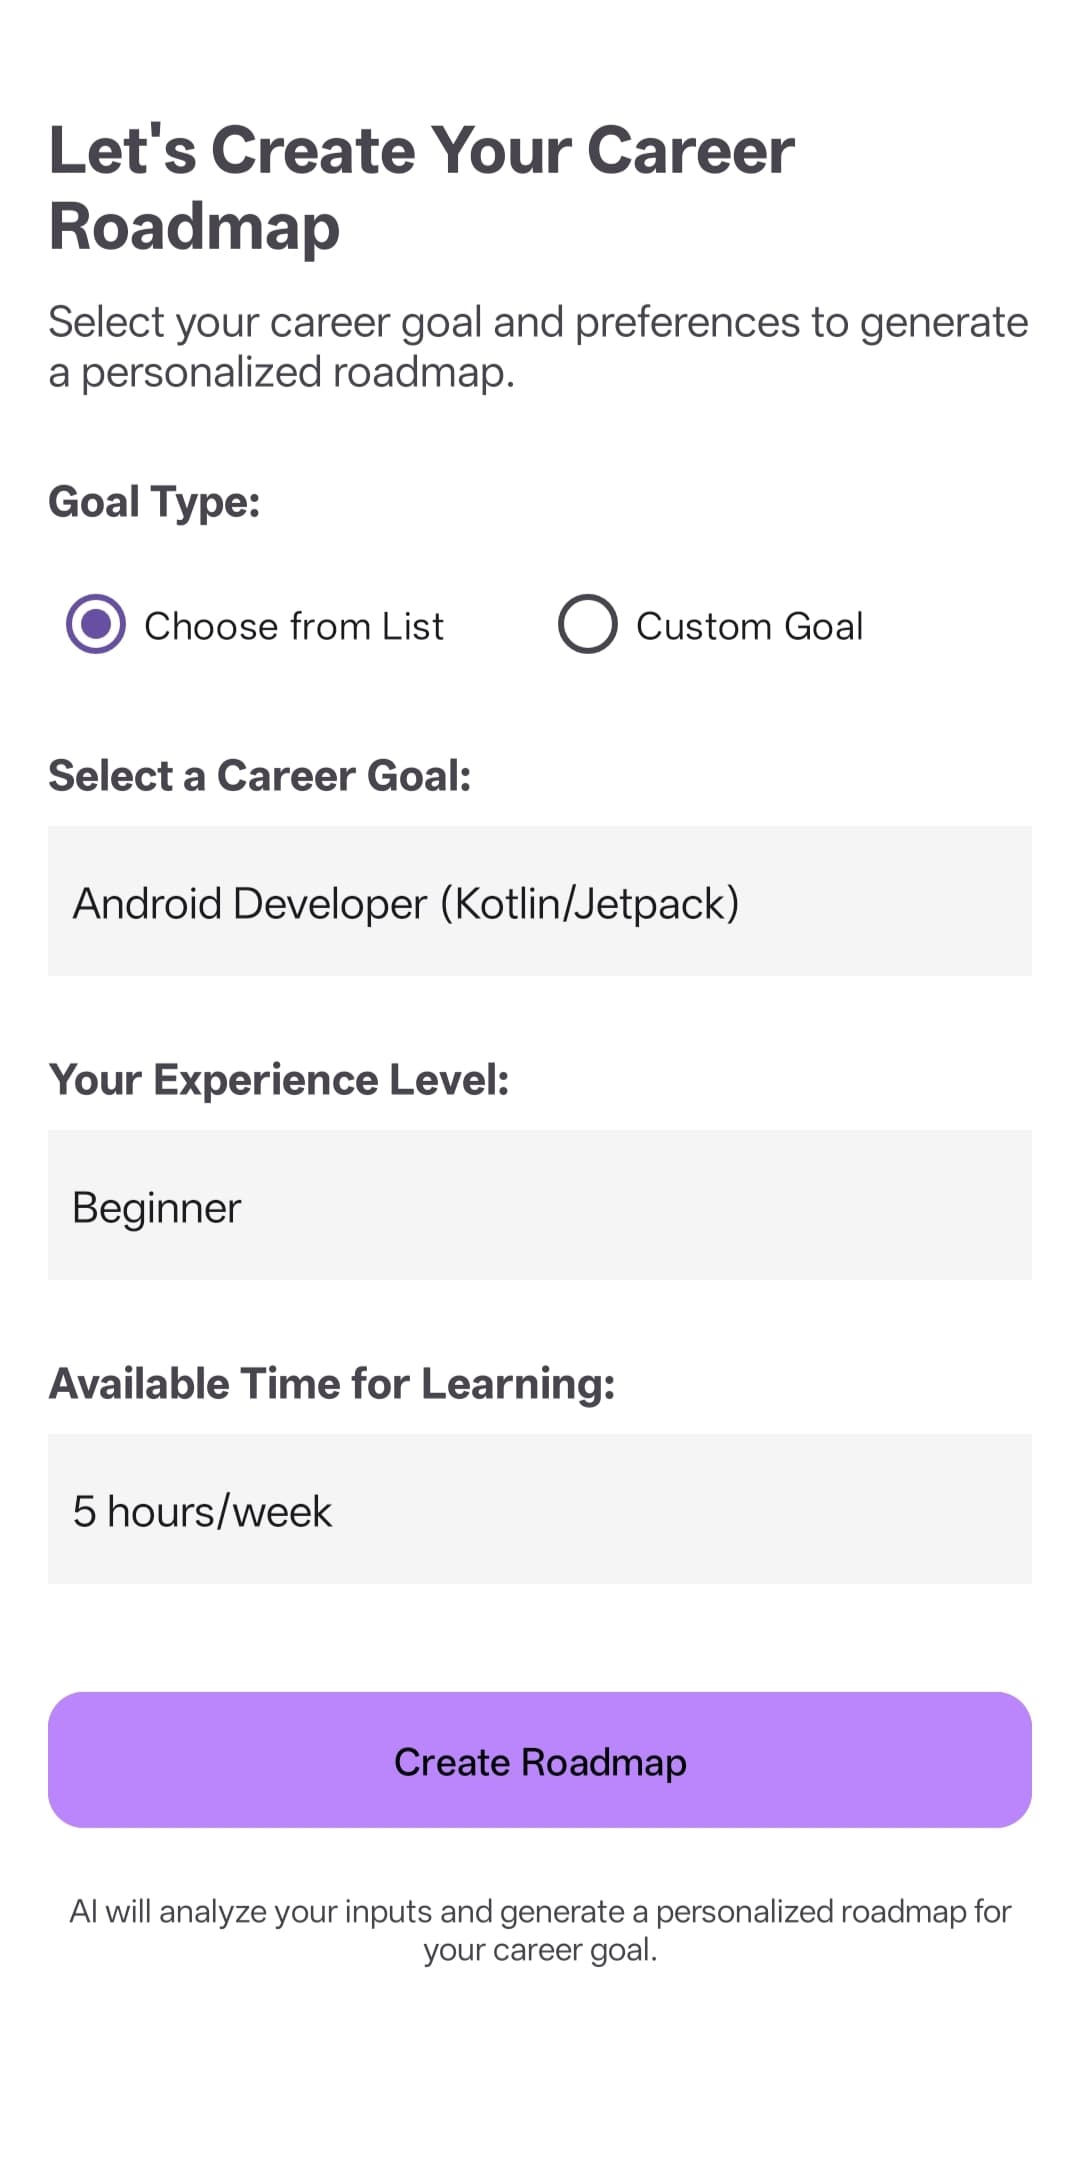 Let's Create Your Career
Roadmap
Select your career goal and preferences to generate
a personalized roadmap.
Goal Type:
Choose from List
Custom Goal
Select a Career Goal:
Android Developer (Kotlin/Jetpack)
Your Experience Level:
Beginner
Available Time for Learning:
5 hours/week
Create Roadmap
AI will analyze your inputs and generate a personalized roadmap for
your career goal.